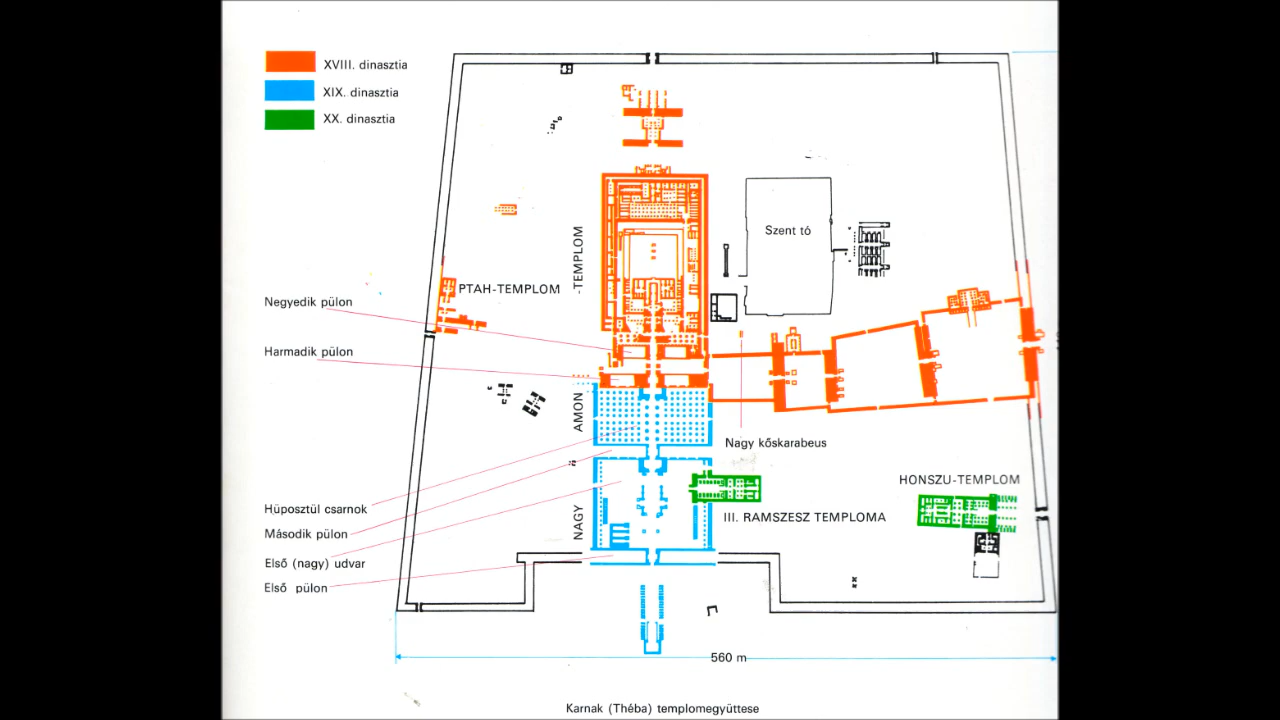 XVIII. dinasztia
XIX. dinasztia
XX. dinasztia
Szent tó
-TEMPLOM
PTAH-TEMPLOM
Negyedik pülon
Harmadik pülon
AMON
Nagy kőskarabeus
HONSZU-TEMPLOM
Hüposztül csarnok
NAGY
III. RAMSZESZ TEMPLOMA
Második pülon
Első (nagy) udvar
Első pülon
560 m
Karnak (Théba) templomegyüttese